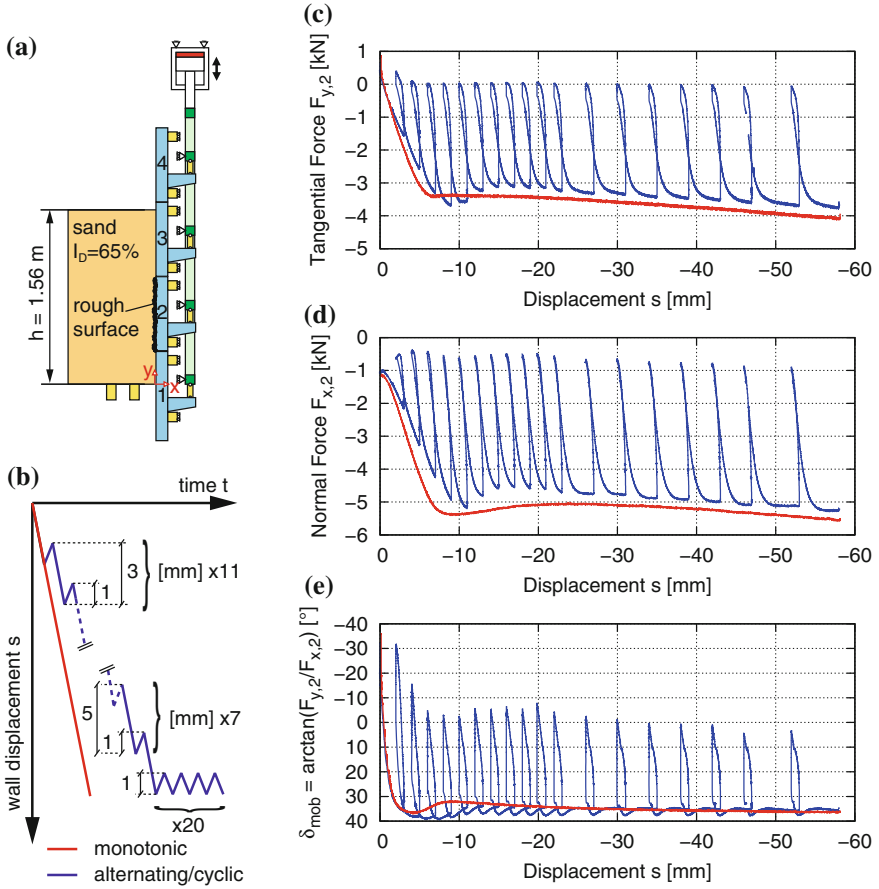 (a)
4
3
2
1
sand
I_D=65%
rough
surface
h = 1.56 m
y
x
(b)
time t
wall displacement s
3
1
[mm] x11
5
1
[mm] x7
1
x20
monotonic
alternating/cyclic
(c)
Tangential Force F_y,2 [kN]
1
0
−1
−2
−3
−4
−5
0 −10 −20 −30 −40 −50 −60
Displacement s [mm]
(d)
Normal Force F_x,2 [kN]
0
−1
−2
−3
−4
−5
−6
0 −10 −20 −30 −40 −50 −60
Displacement s [mm]
(e)
δ_mob = arctan(F_y,2/F_x,2) [°]
−40
−30
−20
−10
0
10
20
30
40
0 −10 −20 −30 −40 −50 −60
Displacement s [mm]